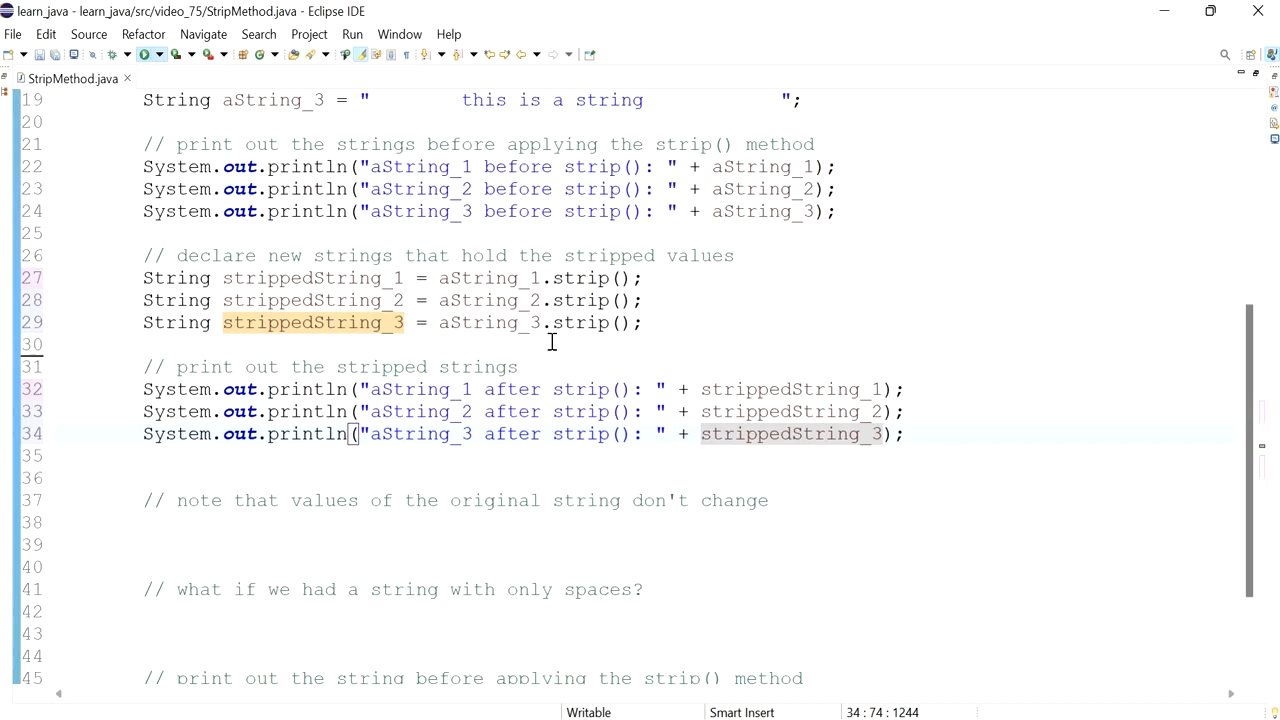 learn_java - learn_java/src/video_75/StripMethod.java - Eclipse IDE
File Edit Source Refactor Navigate Search Project Run Window Help
StripMethod.java
19 String aString_3 = "        this is a string            ";
20
21 // print out the strings before applying the strip() method
22 System.out.println("aString_1 before strip(): " + aString_1);
23 System.out.println("aString_2 before strip(): " + aString_2);
24 System.out.println("aString_3 before strip(): " + aString_3);
25
26 // declare new strings that hold the stripped values
27 String strippedString_1 = aString_1.strip();
28 String strippedString_2 = aString_2.strip();
29 String strippedString_3 = aString_3.strip();
30
31 // print out the stripped strings
32 System.out.println("aString_1 after strip(): " + strippedString_1);
33 System.out.println("aString_2 after strip(): " + strippedString_2);
34 System.out.println("aString_3 after strip(): " + strippedString_3);
35
36
37 // note that values of the original string don't change
38
39
40
41 // what if we had a string with only spaces?
42
43
44
45 // print out the string before applying the strip() method
Writable Smart Insert 34 : 74 : 1244